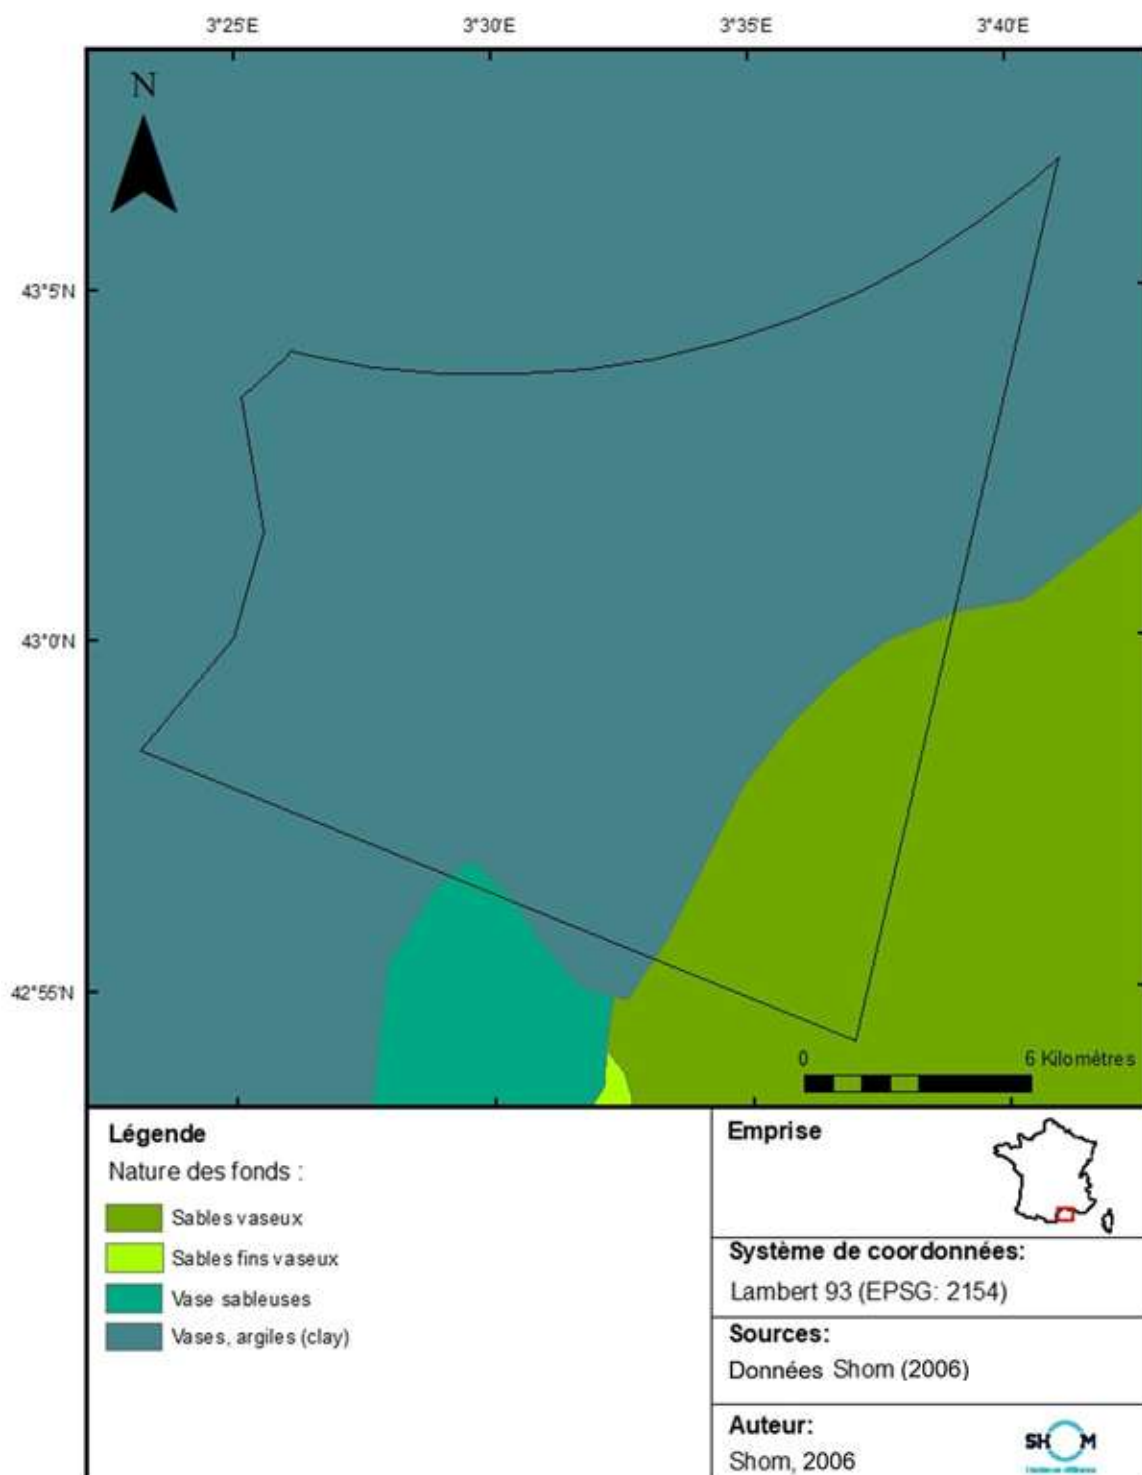 3°25'E 3°30'E 3°35'E 3°40'E
N
43°5'N
43°0'N
42°55'N
0 6 Kilomètres
Légende
Nature des fonds :
Sables vaseux
Sables fins vaseux
Vase sableuses
Vases, argiles (clay)
Emprise
Système de coordonnées:
Lambert 93 (EPSG: 2154)
Sources:
Données Shom (2006)
Auteur:
Shom, 2006
SHOM